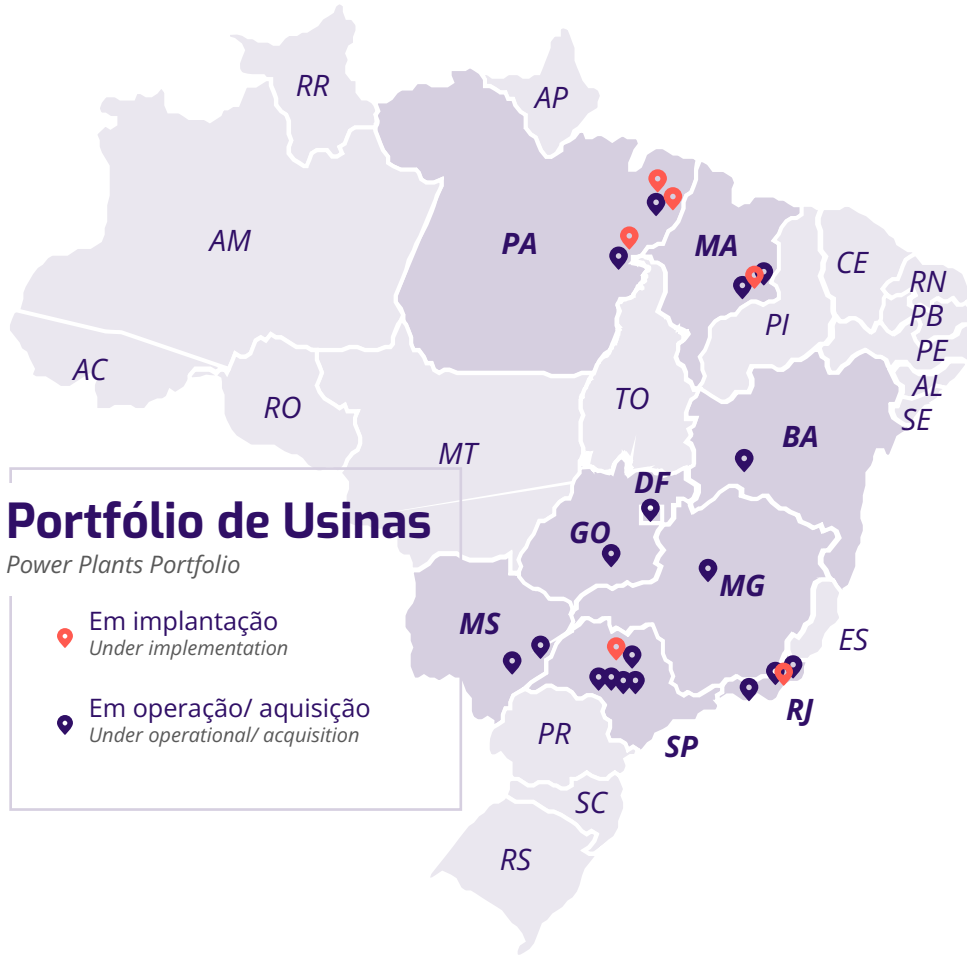 RR
AP
AM
PA
MA
CE
RN
PB
PI
PE
AC
AL
TO
RO
SE
BA
MT
DF
Portfólio de Usinas
GO
Power Plants Portfolio
MG
Em implantação
MS
Under implementation
ES
Em operação/ aquisição
RJ
Under operational/ acquisition
PR
SP
SC
RS